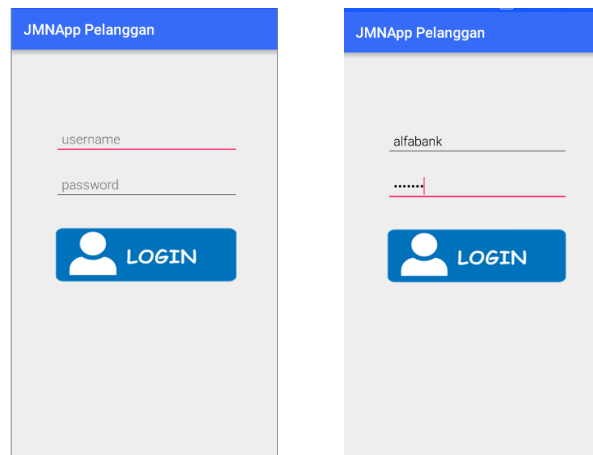 JMNApp Pelanggan
username
password
LOGIN
JMNApp Pelanggan
alfabank
•••••••
LOGIN